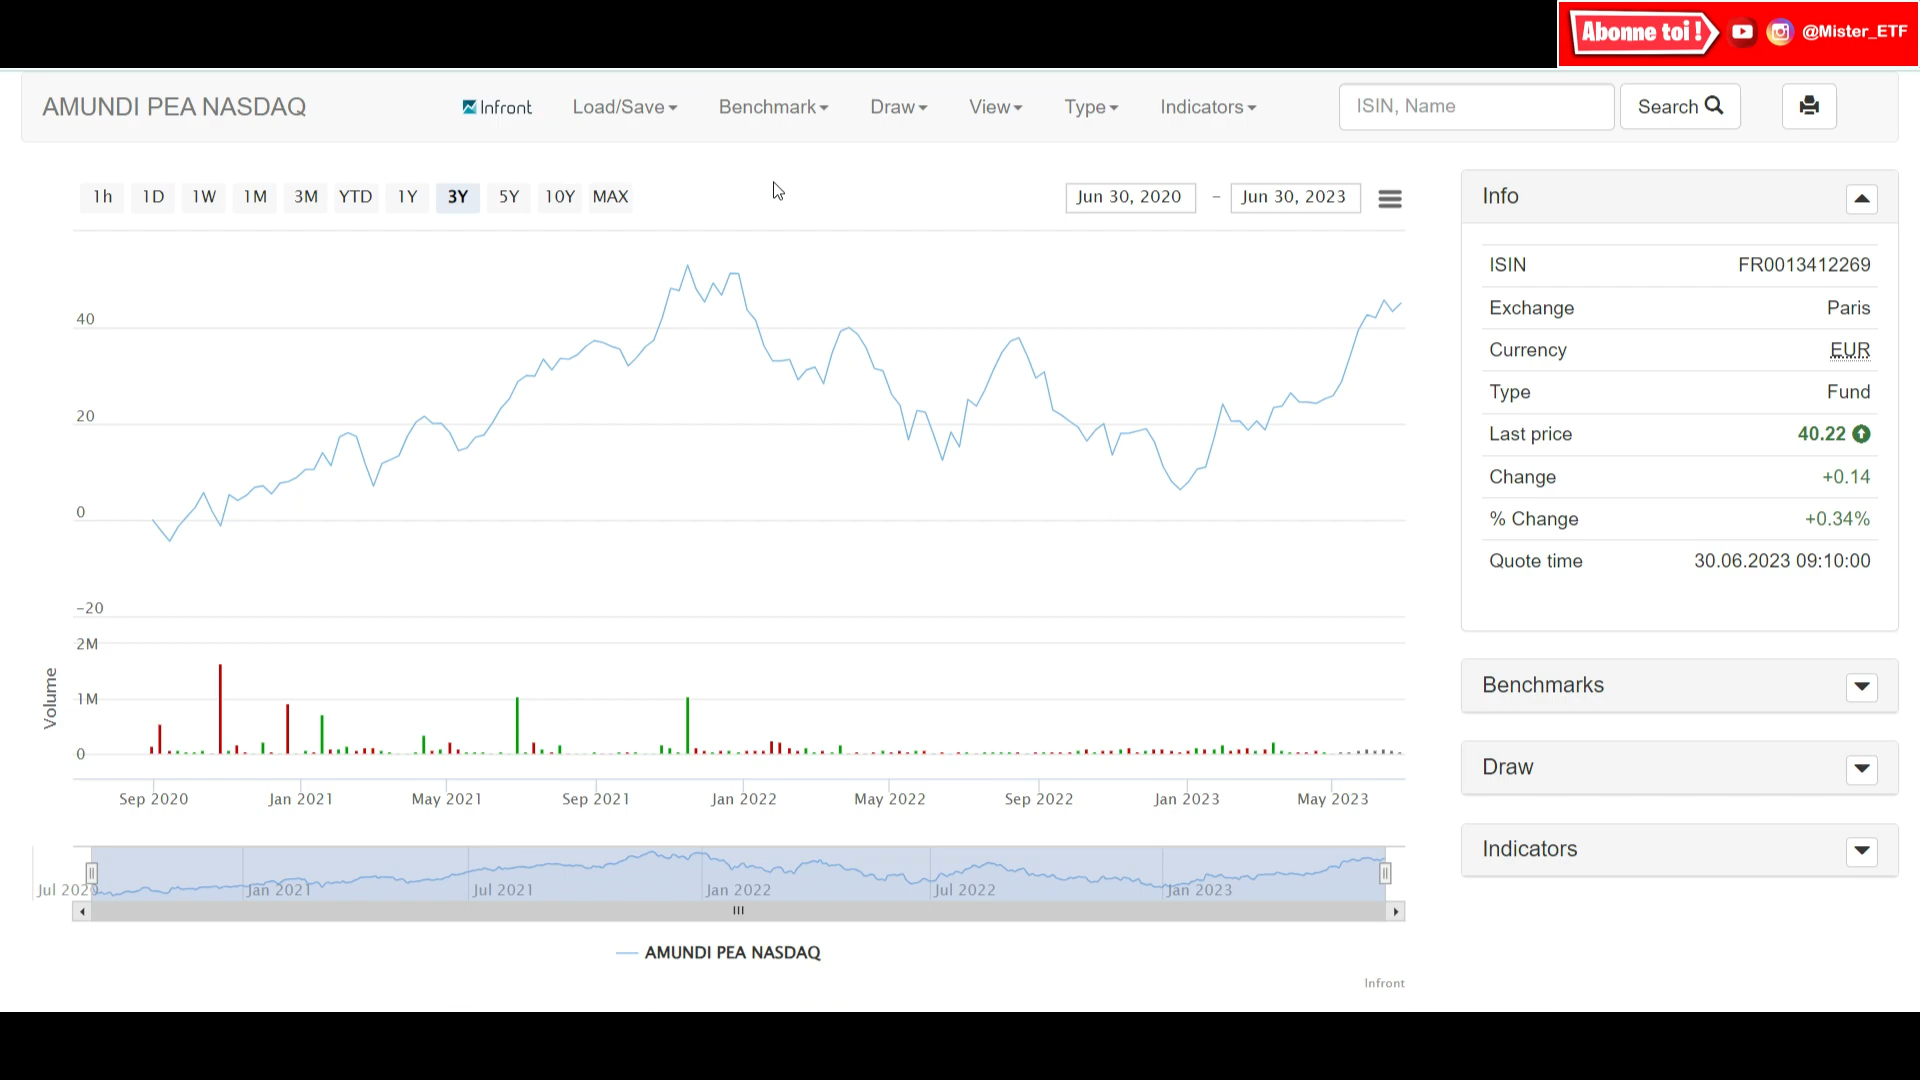 Abonne toi !
@Mister_ETF
AMUNDI PEA NASDAQ
Infront
Load/Save
Benchmark
Draw
View
Type
Indicators
ISIN, Name
Search
1h
1D
1W
1M
3M
YTD
1Y
3Y
5Y
10Y
MAX
Jun 30, 2020
–
Jun 30, 2023
Info
ISIN FR0013412269
Exchange Paris
Currency EUR
Type Fund
Last price 40.22
Change +0.14
% Change +0.34%
Quote time 30.06.2023 09:10:00
Benchmarks
Draw
Indicators
40
20
0
-20
2M
1M
0
Volume
Sep 2020
Jan 2021
May 2021
Sep 2021
Jan 2022
May 2022
Sep 2022
Jan 2023
May 2023
Jul 2020
Jan 2021
Jul 2021
Jan 2022
Jul 2022
Jan 2023
AMUNDI PEA NASDAQ
Infront